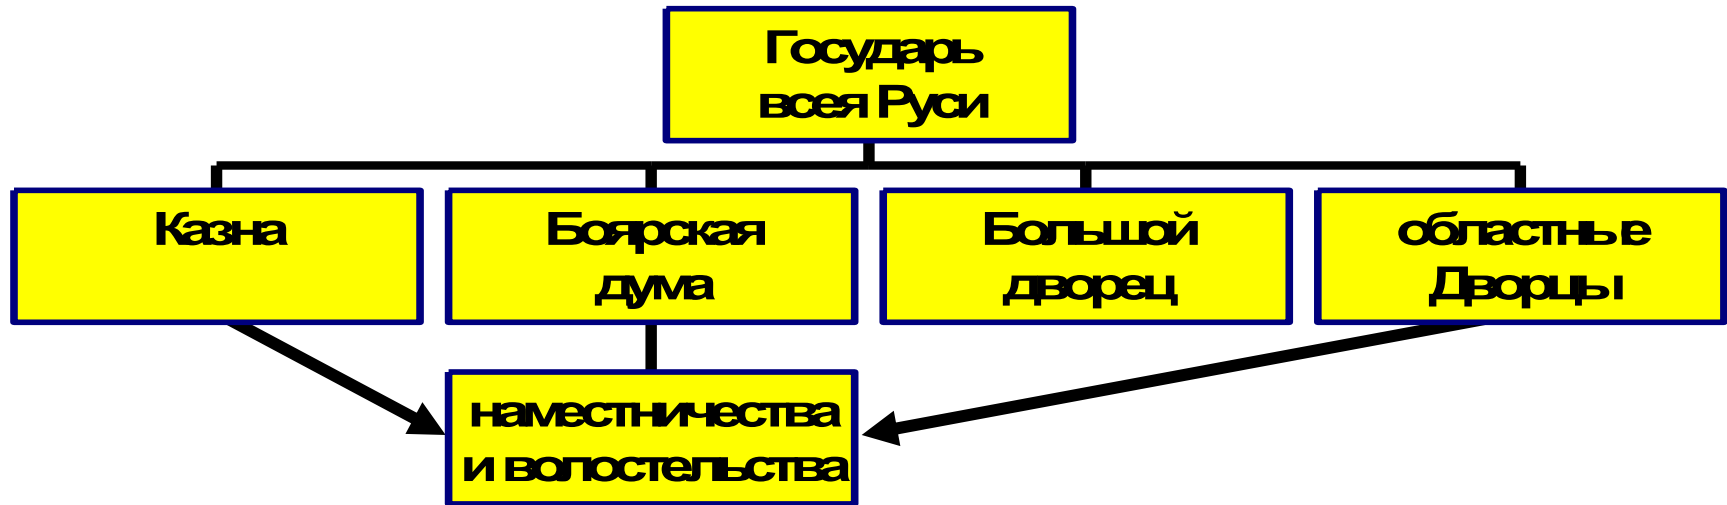 Государь
всея Руси
Казна
Боярская
дума
Большой
дворец
областные
Дворцы
наместничества
и волостельства